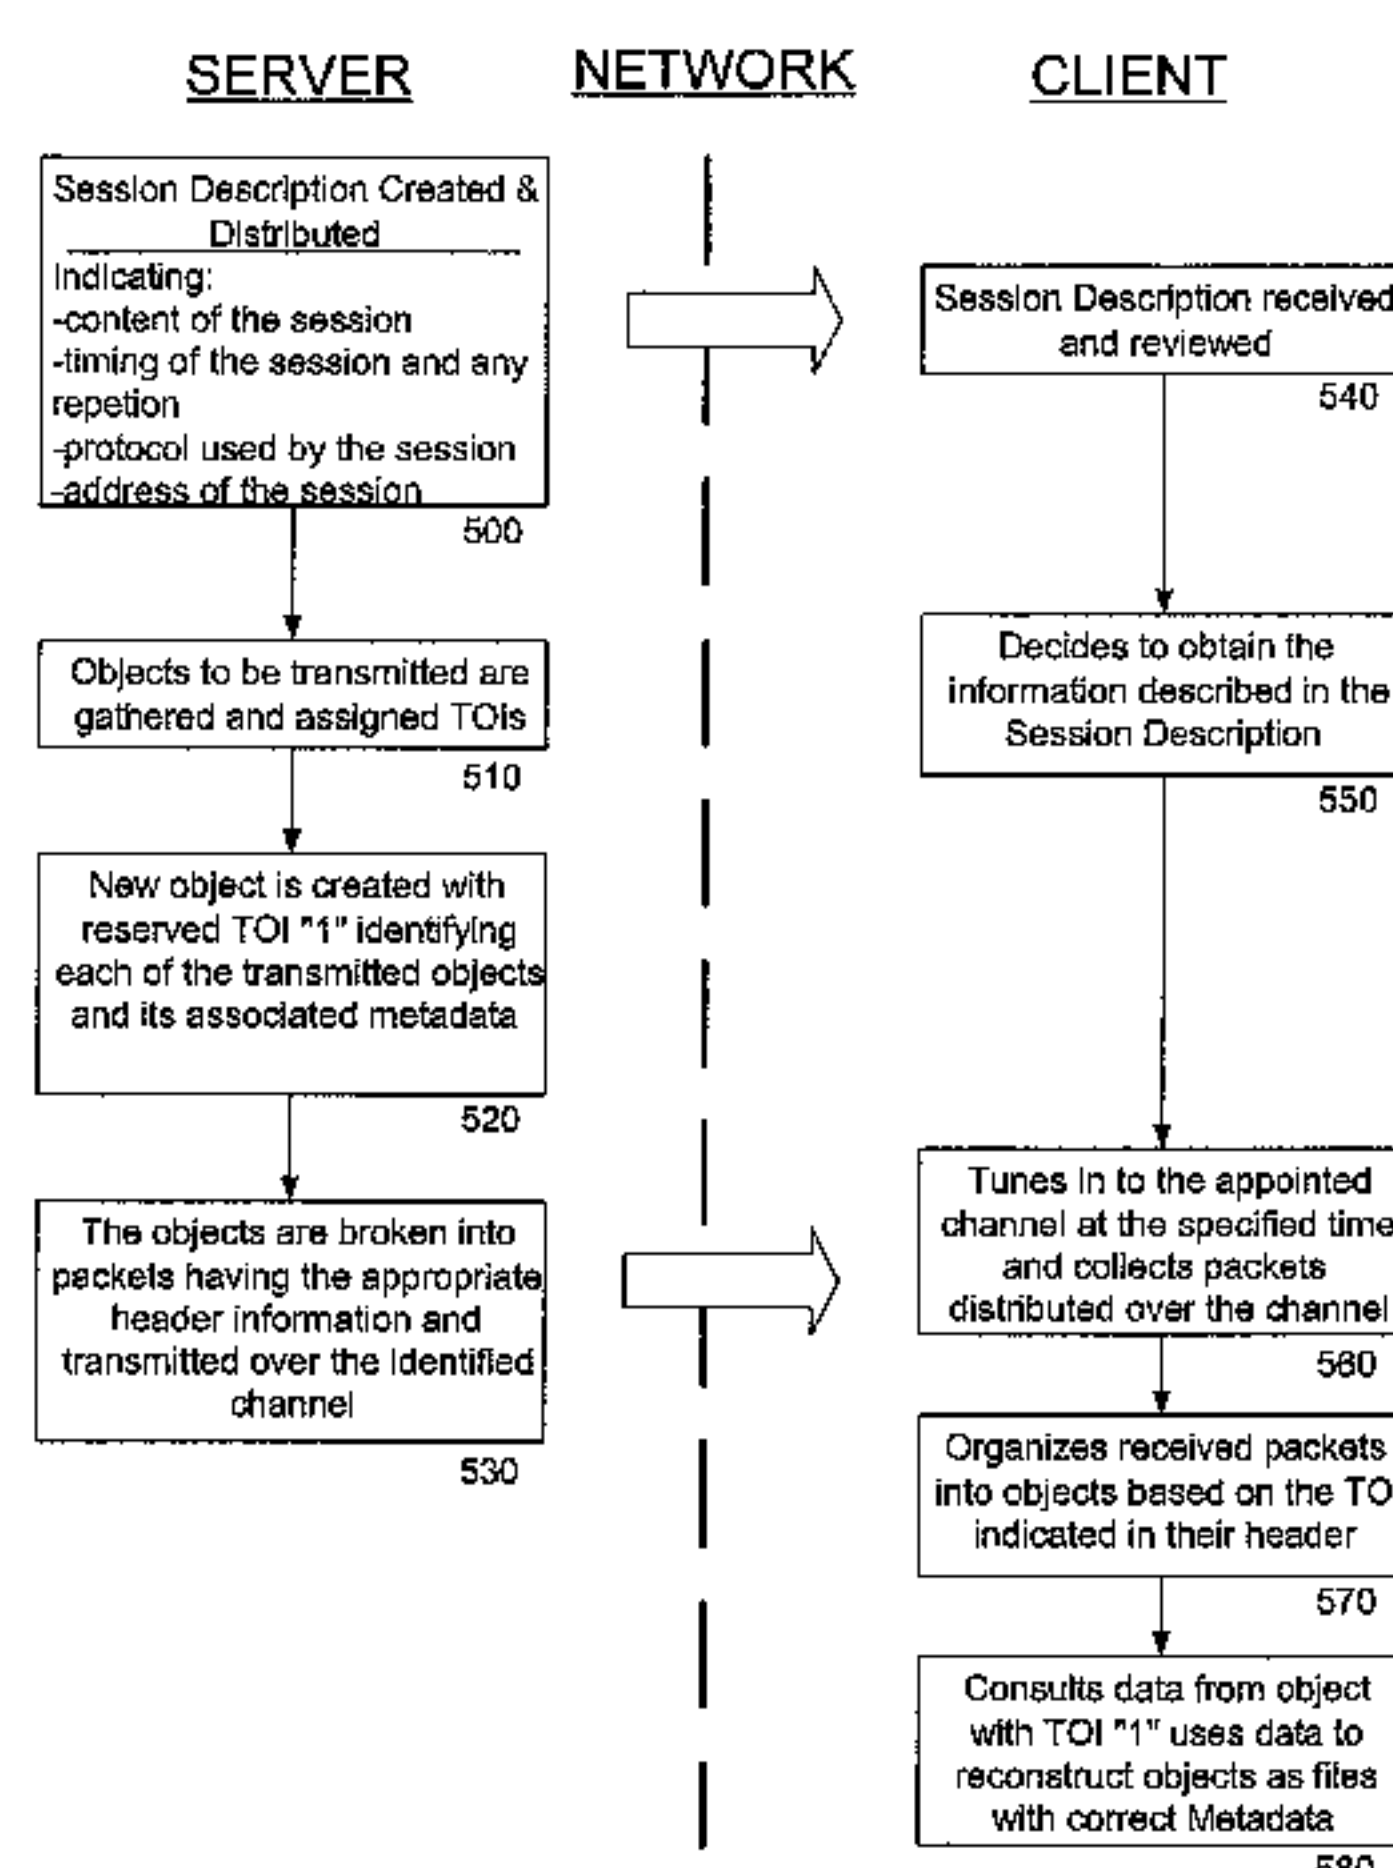 SERVER
NETWORK
CLIENT
Session Description Created &
Distributed
Indicating:
-content of the session
-timing of the session and any
repetion
-protocol used by the session
-address of the session
500
Objects to be transmitted are
gathered and assigned TOIs
510
New object is created with
reserved TOI "1" identifying
each of the transmitted objects
and its associated metadata
520
The objects are broken into
packets having the appropriate
header information and
transmitted over the identified
channel
530
Session Description received
and reviewed
540
Decides to obtain the
information described in the
Session Description
550
Tunes in to the appointed
channel at the specified time
and collects packets
distributed over the channel
560
Organizes received packets
into objects based on the TO
indicated in their header
570
Consults data from object
with TOI "1" uses data to
reconstruct objects as files
with correct Metadata
580